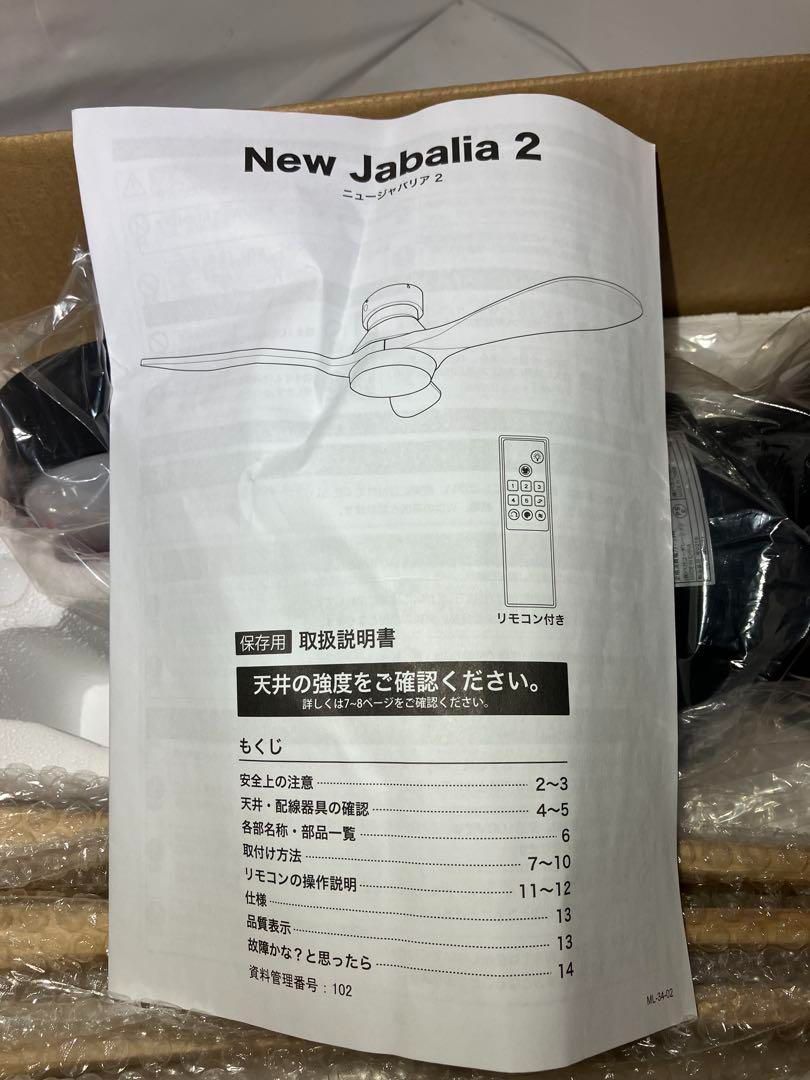 New Jabalia 2
ニュージャバリア 2
1 2 3
4 5
リモコン付き
保存用 取扱説明書
天井の強度をご確認ください。
詳しくは7~8ページをご確認ください。
もくじ
安全上の注意 2〜3
天井・配線器具の確認 4〜5
各部名称・部品一覧 6
取付け方法 7〜10
リモコンの操作説明 11〜12
仕様 13
品質表示 13
故障かな？と思ったら 14
資料管理番号：102
ML-34-02